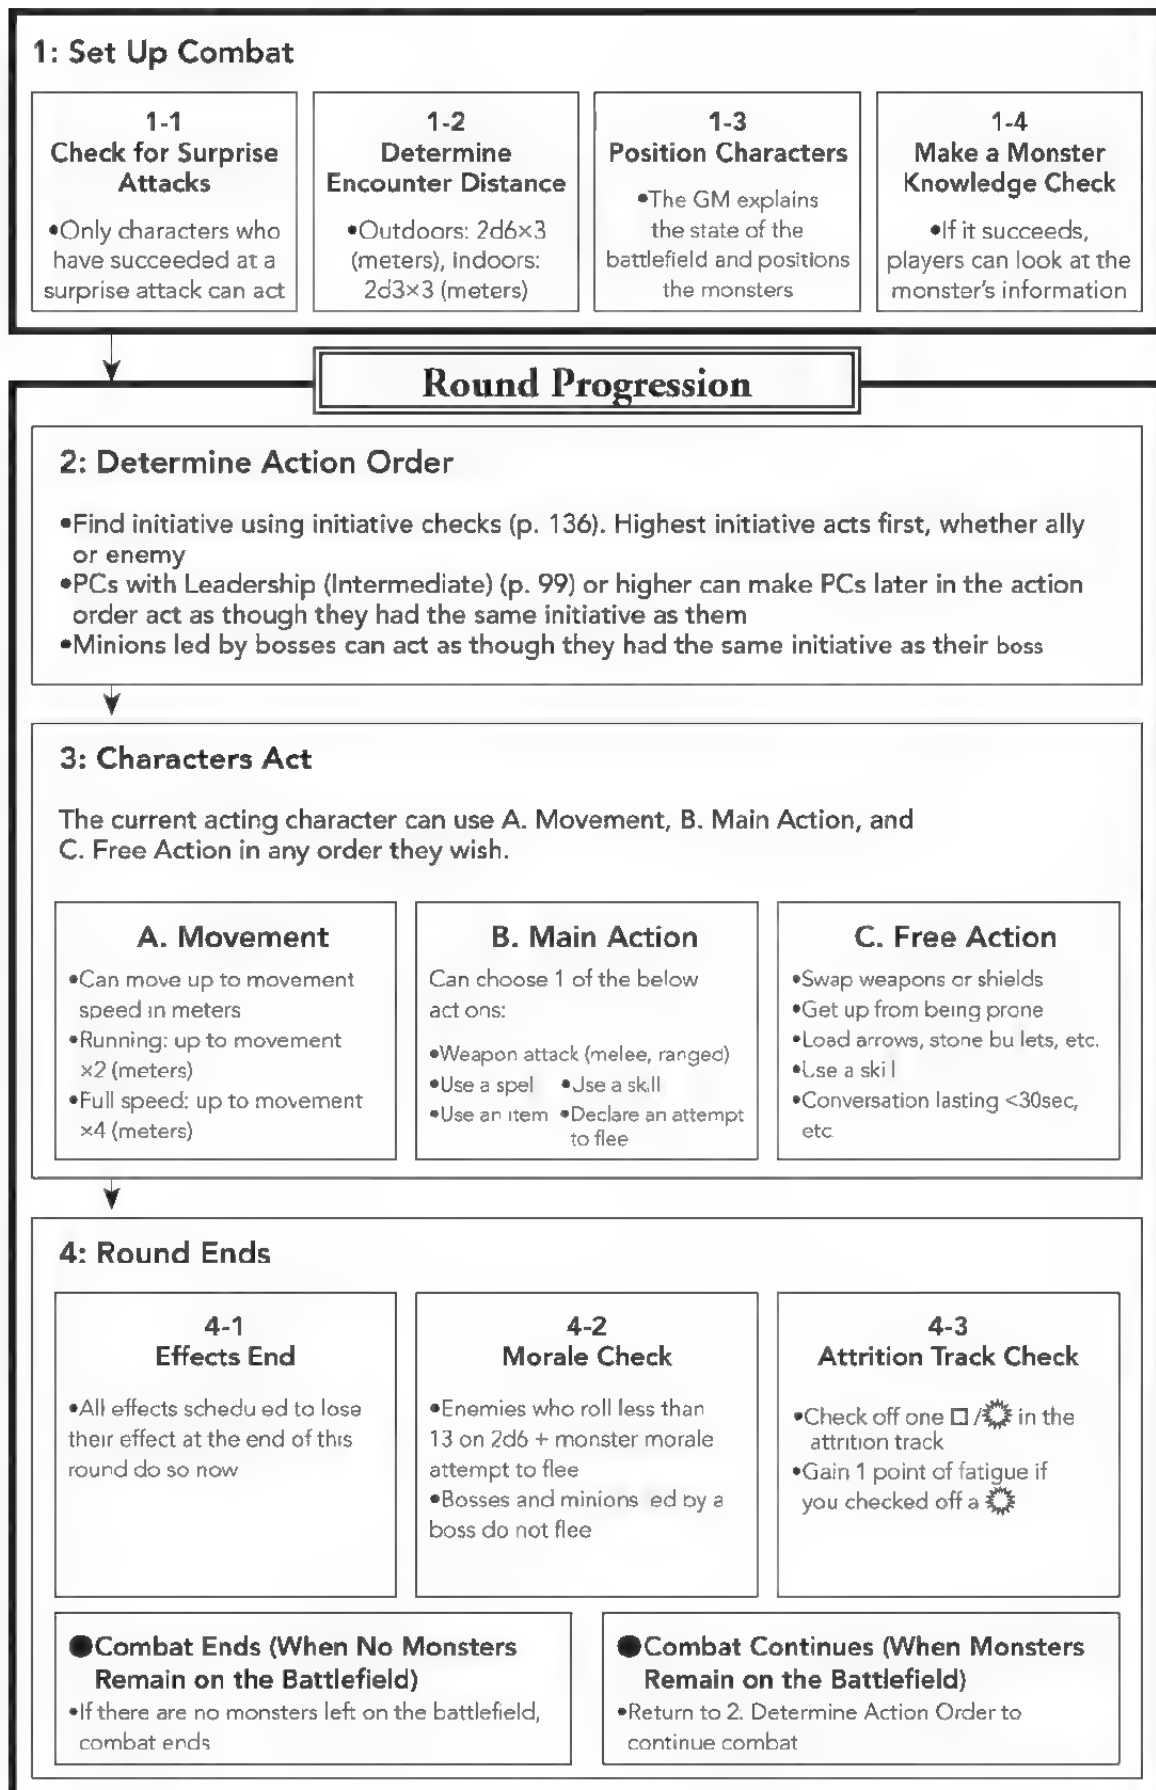 1: Set Up Combat
1-1
Check for Surprise
Attacks
•Only characters who
have succeeded at a
surprise attack can act
1-2
Determine
Encounter Distance
•Outdoors: 2d6×3
(meters), indoors:
2d3×3 (meters)
1-3
Position Characters
•The GM explains
the state of the
battlefield and positions
the monsters
1-4
Make a Monster
Knowledge Check
•If it succeeds,
players can look at the
monster's information
Round Progression
2: Determine Action Order
•Find initiative using initiative checks (p. 136). Highest initiative acts first, whether ally
or enemy
•PCs with Leadership (Intermediate) (p. 99) or higher can make PCs later in the action
order act as though they had the same initiative as them
•Minions led by bosses can act as though they had the same initiative as their boss
3: Characters Act
The current acting character can use A. Movement, B. Main Action, and
C. Free Action in any order they wish.
A. Movement
•Can move up to movement
speed in meters
•Running: up to movement
×2 (meters)
•Full speed: up to movement
×4 (meters)
B. Main Action
Can choose 1 of the below
act ons:
•Weapon attack (melee, ranged)
•Use a spel •Use a skill
•Use an item •Declare an attempt
to flee
C. Free Action
•Swap weapons or shields
•Get up from being prone
•Load arrows, stone bu lets, etc.
•Use a ski l
•Conversation lasting <30sec,
etc
4: Round Ends
4-1
Effects End
•All effects schedu ed to lose
their effect at the end of this
round do so now
4-2
Morale Check
•Enemies who roll less than
13 on 2d6 + monster morale
attempt to flee
•Bosses and minions ed by a
boss do not flee
4-3
Attrition Track Check
•Check off one □/✹ in the
attrition track
•Gain 1 point of fatigue if
you checked off a ✹
●Combat Ends (When No Monsters
Remain on the Battlefield)
•If there are no monsters left on the battlefield,
combat ends
●Combat Continues (When Monsters
Remain on the Battlefield)
•Return to 2. Determine Action Order to
continue combat